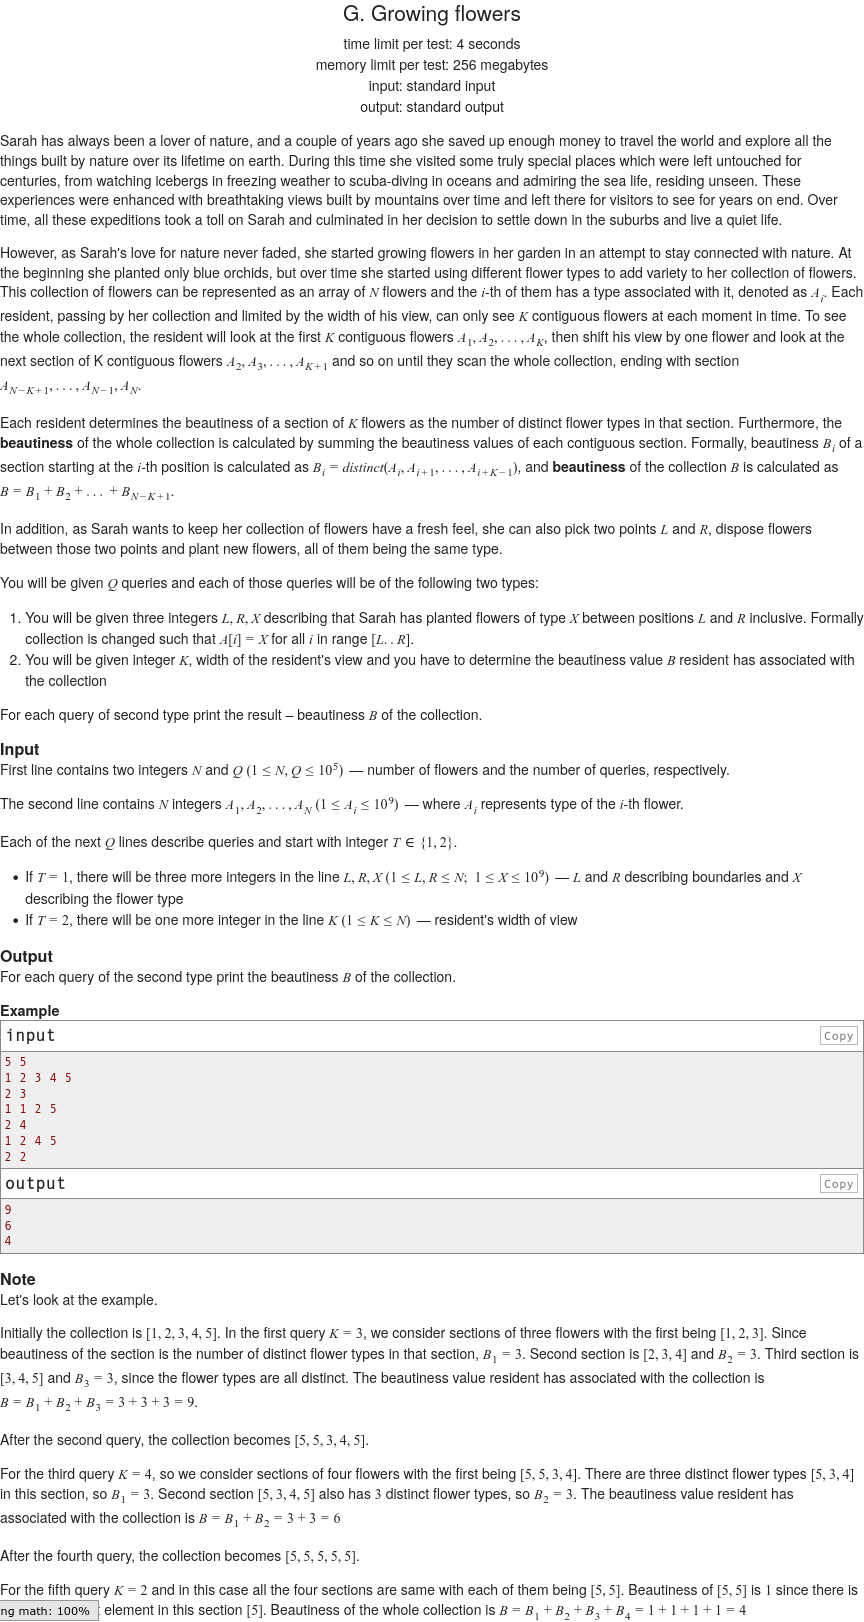 G. Growing flowers
time limit per test: 4 seconds
memory limit per test: 256 megabytes
input: standard input
output: standard output
Sarah has always been a lover of nature, and a couple of years ago she saved up enough money to travel the world and explore all the
things built by nature over its lifetime on earth. During this time she visited some truly special places which were left untouched for
centuries, from watching icebergs in freezing weather to scuba-diving in oceans and admiring the sea life, residing unseen. These
experiences were enhanced with breathtaking views built by mountains over time and left there for visitors to see for years on end. Over
time, all these expeditions took a toll on Sarah and culminated in her decision to settle down in the suburbs and live a quiet life.
However, as Sarah's love for nature never faded, she started growing flowers in her garden in an attempt to stay connected with nature. At
the beginning she planted only blue orchids, but over time she started using different flower types to add variety to her collection of flowers.
This collection of flowers can be represented as an array of N flowers and the i-th of them has a type associated with it, denoted as A_i. Each
resident, passing by her collection and limited by the width of his view, can only see K contiguous flowers at each moment in time. To see
the whole collection, the resident will look at the first K contiguous flowers A_1, A_2, . . . , A_K, then shift his view by one flower and look at the
next section of K contiguous flowers A_2, A_3, . . . , A_{K+1} and so on until they scan the whole collection, ending with section
A_{N−K+1}, . . . , A_{N−1}, A_N.
Each resident determines the beautiness of a section of K flowers as the number of distinct flower types in that section. Furthermore, the
beautiness of the whole collection is calculated by summing the beautiness values of each contiguous section. Formally, beautiness B_i of a
section starting at the i-th position is calculated as B_i = distinct(A_i, A_{i+1}, . . . , A_{i+K−1}), and beautiness of the collection B is calculated as
B = B_1 + B_2 + . . . + B_{N−K+1}.
In addition, as Sarah wants to keep her collection of flowers have a fresh feel, she can also pick two points L and R, dispose flowers
between those two points and plant new flowers, all of them being the same type.
You will be given Q queries and each of those queries will be of the following two types:
1. You will be given three integers L, R, X describing that Sarah has planted flowers of type X between positions L and R inclusive. Formally
collection is changed such that A[i] = X for all i in range [L. . R].
2. You will be given integer K, width of the resident's view and you have to determine the beautiness value B resident has associated with
the collection
For each query of second type print the result – beautiness B of the collection.
Input
First line contains two integers N and Q (1 ≤ N, Q ≤ 10^5) — number of flowers and the number of queries, respectively.
The second line contains N integers A_1, A_2, . . . , A_N (1 ≤ A_i ≤ 10^9) — where A_i represents type of the i-th flower.
Each of the next Q lines describe queries and start with integer T ∈ {1, 2}.
• If T = 1, there will be three more integers in the line L, R, X (1 ≤ L, R ≤ N; 1 ≤ X ≤ 10^9) — L and R describing boundaries and X
describing the flower type
• If T = 2, there will be one more integer in the line K (1 ≤ K ≤ N) — resident's width of view
Output
For each query of the second type print the beautiness B of the collection.
Example
input
Copy
5 5
1 2 3 4 5
2 3
1 1 2 5
2 4
1 2 4 5
2 2
output
Copy
9
6
4
Note
Let's look at the example.
Initially the collection is [1, 2, 3, 4, 5]. In the first query K = 3, we consider sections of three flowers with the first being [1, 2, 3]. Since
beautiness of the section is the number of distinct flower types in that section, B_1 = 3. Second section is [2, 3, 4] and B_2 = 3. Third section is
[3, 4, 5] and B_3 = 3, since the flower types are all distinct. The beautiness value resident has associated with the collection is
B = B_1 + B_2 + B_3 = 3 + 3 + 3 = 9.
After the second query, the collection becomes [5, 5, 3, 4, 5].
For the third query K = 4, so we consider sections of four flowers with the first being [5, 5, 3, 4]. There are three distinct flower types [5, 3, 4]
in this section, so B_1 = 3. Second section [5, 3, 4, 5] also has 3 distinct flower types, so B_2 = 3. The beautiness value resident has
associated with the collection is B = B_1 + B_2 = 3 + 3 = 6
After the fourth query, the collection becomes [5, 5, 5, 5, 5].
For the fifth query K = 2 and in this case all the four sections are same with each of them being [5, 5]. Beautiness of [5, 5] is 1 since there is
ng math: 100% element in this section [5]. Beautiness of the whole collection is B = B_1 + B_2 + B_3 + B_4 = 1 + 1 + 1 + 1 = 4